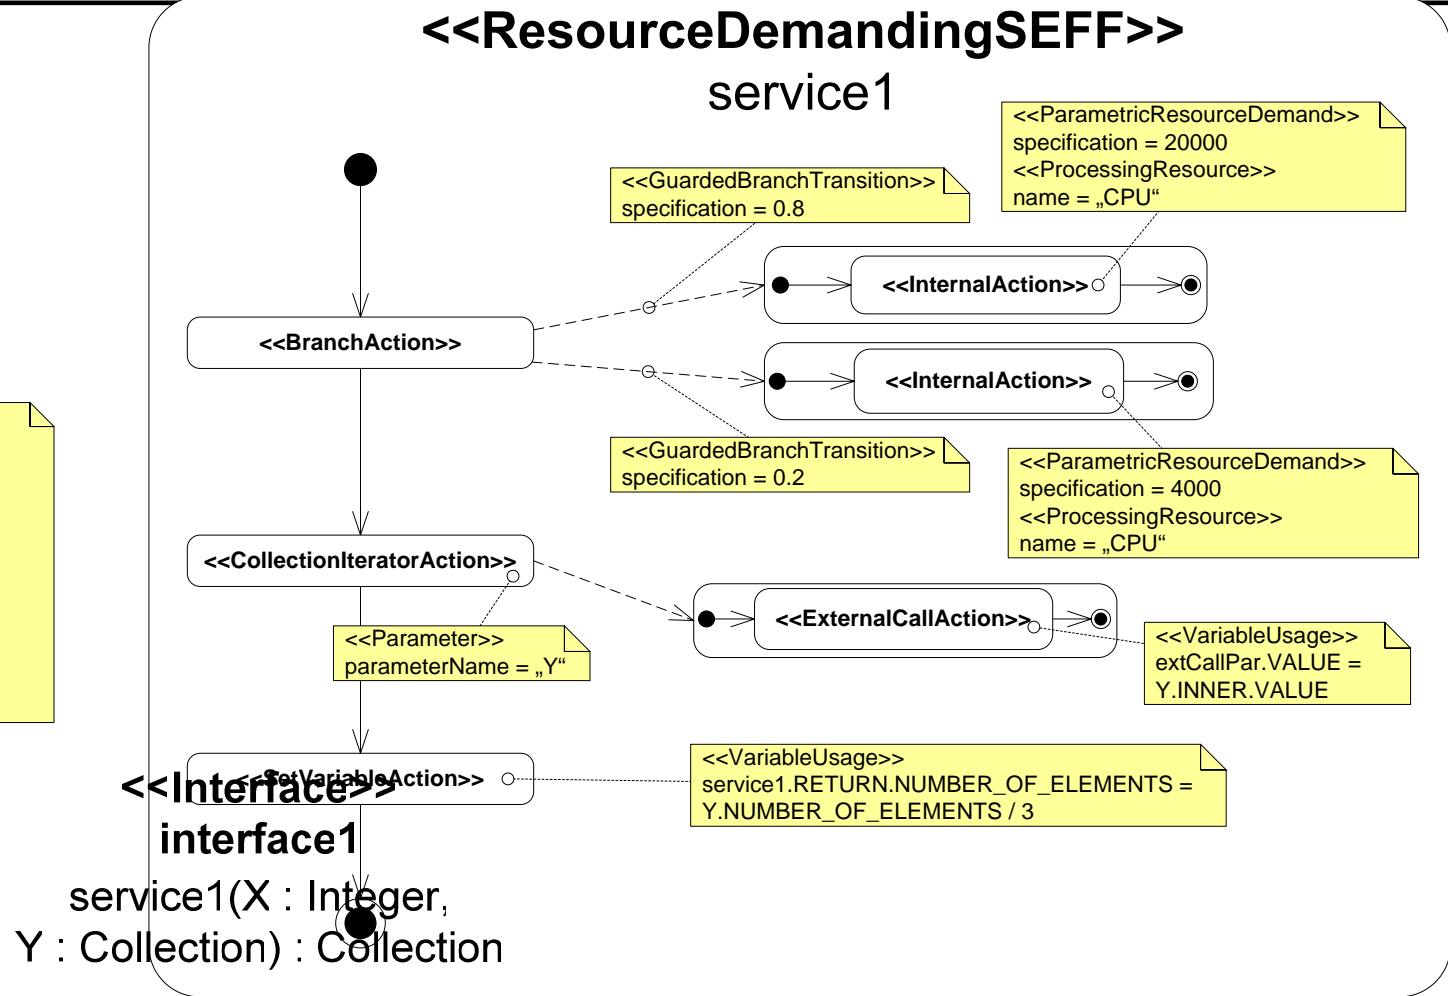 <<ResourceDemandingSEFF>>
service1
<<ParametricResourceDemand>>
specification = 20000
<<ProcessingResource>>
name = „CPU“
<<GuardedBranchTransition>>
specification = 0.8
<<InternalAction>>
<<BranchAction>>
<<InternalAction>>
<<GuardedBranchTransition>>
specification = 0.2
<<ParametricResourceDemand>>
specification = 4000
<<ProcessingResource>>
name = „CPU“
<<CollectionIteratorAction>>
<<Parameter>>
parameterName = „Y“
<<ExternalCallAction>>
<<VariableUsage>>
extCallPar.VALUE =
Y.INNER.VALUE
<<SetVariableAction>>
<<VariableUsage>>
service1.RETURN.NUMBER_OF_ELEMENTS =
Y.NUMBER_OF_ELEMENTS / 3
<<Interface>>
interface1
service1(X : Integer,
Y : Collection) : Collection